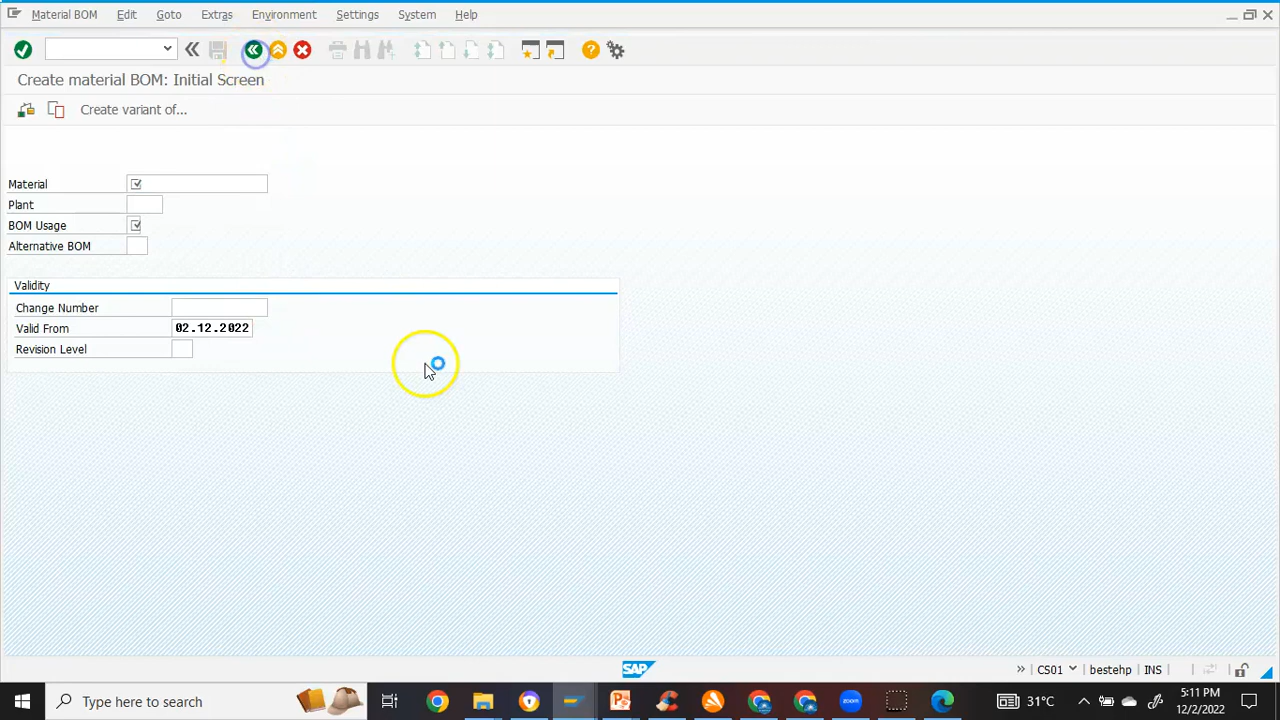 Material BOM Edit Goto Extras Environment Settings System Help
Create material BOM: Initial Screen
Create variant of...
Material
Plant
BOM Usage
Alternative BOM
Validity
Change Number
Valid From 02.12.2022
Revision Level
SAP
» CS01 bestehp INS
Type here to search
zoom
31°C
5:11 PM
12/2/2022